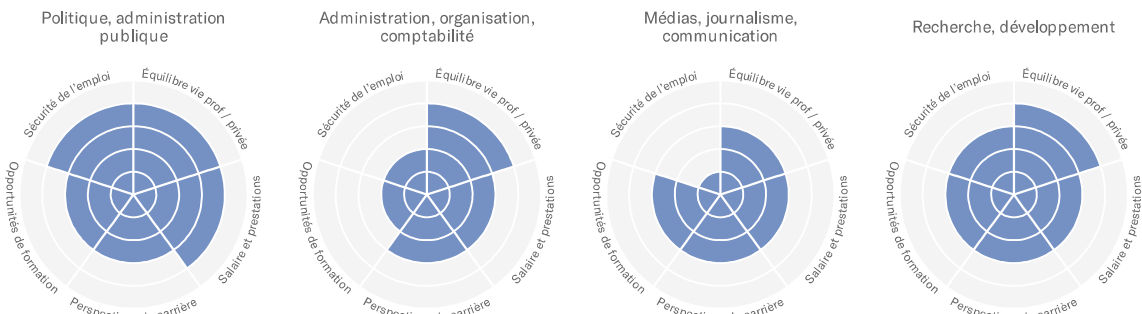 Politique, administration
publique
Sécurité de l'emploi
Équilibre vie prof / privée
Salaire et prestations
Opportunités de formation
Administration, organisation,
comptabilité
Sécurité de l'emploi
Équilibre vie prof / privée
Salaire et prestations
Opportunités de formation
Médias, journalisme,
communication
Sécurité de l'emploi
Équilibre vie prof / privée
Salaire et prestations
Opportunités de formation
Recherche, développement
Sécurité de l'emploi
Équilibre vie prof / privée
Salaire et prestations
Opportunités de formation